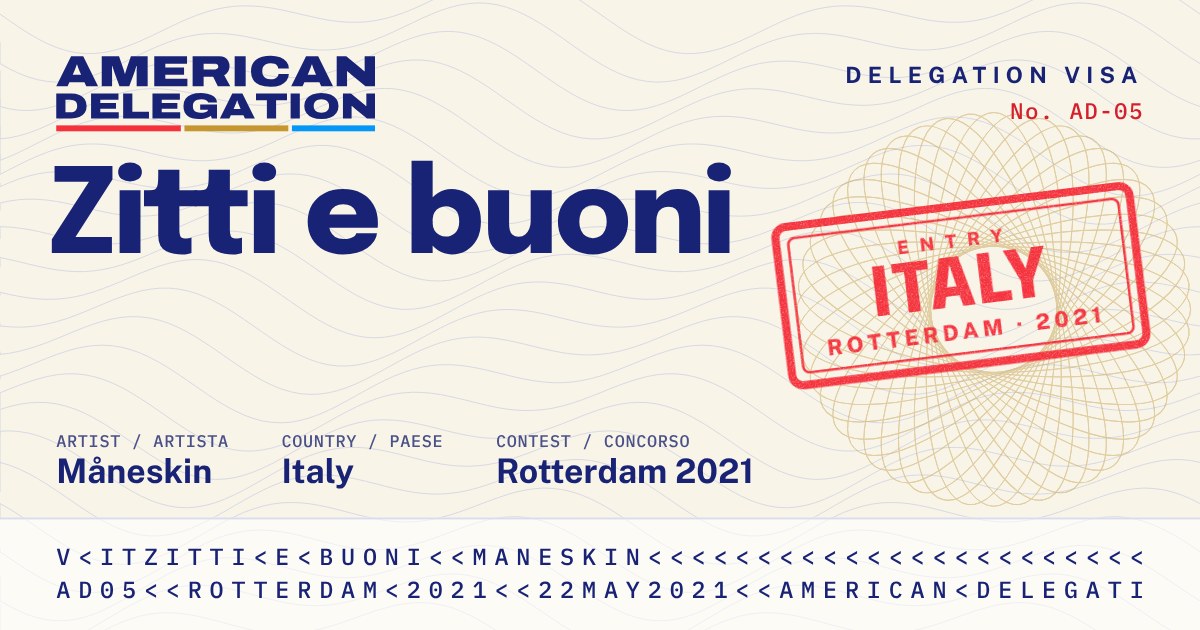 AMERICAN
DELEGATION
DELEGATION VISA
No. AD-05
Zitti e buoni
ENTRY
ITALY
ROTTERDAM · 2021
ARTIST / ARTISTA
Måneskin
COUNTRY / PAESE
Italy
CONTEST / CONCORSO
Rotterdam 2021
V<ITZITTI<E<BUONI<<MANESKIN<<<<<<<<<<<<<<<<<<<<<<<
AD05<<ROTTERDAM<2021<<22MAY2021<<AMERICAN<DELEGATI